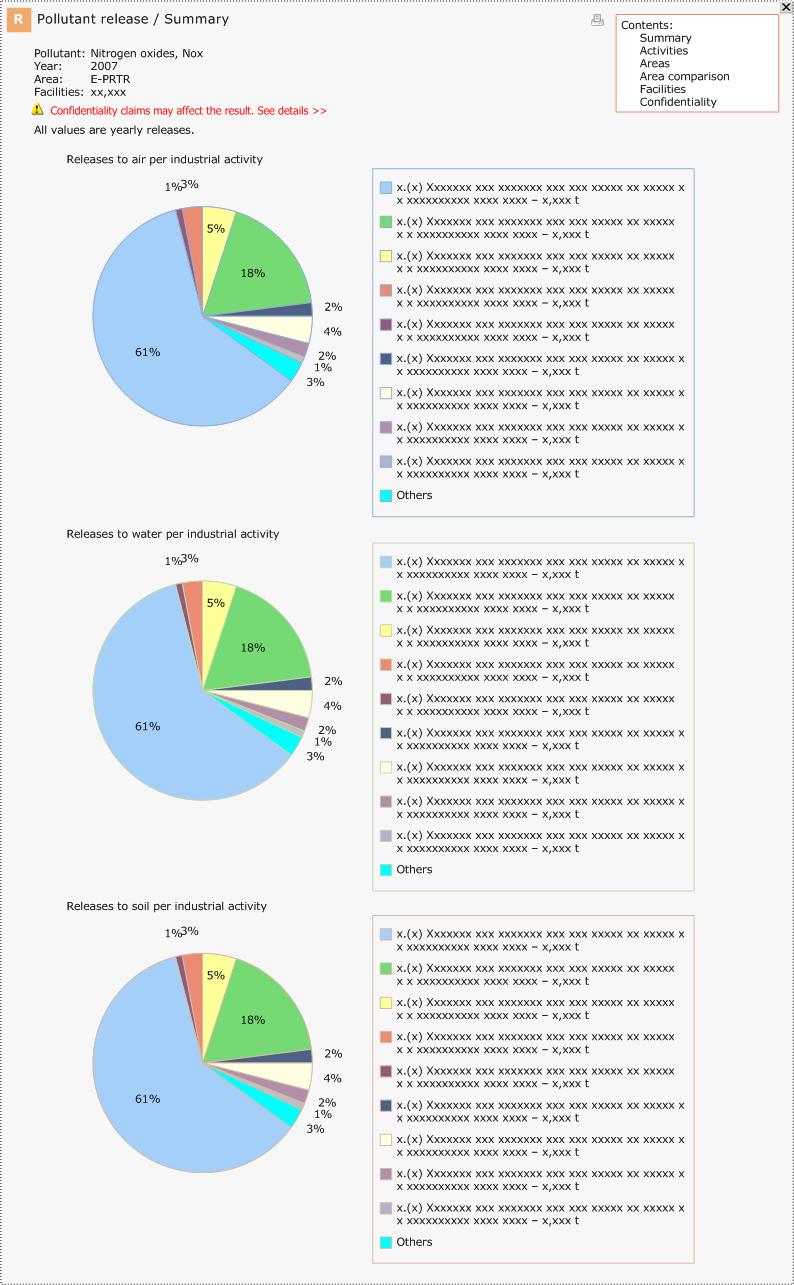 R Pollutant release / Summary
Contents:
Summary
Activities
Areas
Area comparison
Facilities
Confidentiality
Pollutant: Nitrogen oxides, Nox
Year: 2007
Area: E-PRTR
Facilities: xx,xxx
Confidentiality claims may affect the result. See details >>
All values are yearly releases.
Releases to air per industrial activity
1% 3%
5%
18%
2%
4%
2%
1%
3%
61%
x.(x) Xxxxxxx xxx xxxxxxx xxx xxx xxxxx xx xxxxx x
x xxxxxxxxxx xxxx xxxx – x,xxx t
x.(x) Xxxxxxx xxx xxxxxxx xxx xxx xxxxx xx xxxxx
x x xxxxxxxxxx xxxx xxxx – x,xxx t
x.(x) Xxxxxxx xxx xxxxxxx xxx xxx xxxxx xx xxxxx
x x xxxxxxxxxx xxxx xxxx – x,xxx t
x.(x) Xxxxxxx xxx xxxxxxx xxx xxx xxxxx xx xxxxx
x x xxxxxxxxxx xxxx xxxx – x,xxx t
x.(x) Xxxxxxx xxx xxxxxxx xxx xxx xxxxx xx xxxxx
x x xxxxxxxxxx xxxx xxxx – x,xxx t
x.(x) Xxxxxxx xxx xxxxxxx xxx xxx xxxxx xx xxxxx x
x xxxxxxxxxx xxxx xxxx – x,xxx t
x.(x) Xxxxxxx xxx xxxxxxx xxx xxx xxxxx xx xxxxx x
x xxxxxxxxxx xxxx xxxx – x,xxx t
x.(x) Xxxxxxx xxx xxxxxxx xxx xxx xxxxx xx xxxxx x
x xxxxxxxxxx xxxx xxxx – x,xxx t
x.(x) Xxxxxxx xxx xxxxxxx xxx xxx xxxxx xx xxxxx x
x xxxxxxxxxx xxxx xxxx – x,xxx t
Others
Releases to water per industrial activity
1% 3%
5%
18%
2%
4%
2%
1%
3%
61%
x.(x) Xxxxxxx xxx xxxxxxx xxx xxx xxxxx xx xxxxx x
x xxxxxxxxxx xxxx xxxx – x,xxx t
x.(x) Xxxxxxx xxx xxxxxxx xxx xxx xxxxx xx xxxxx
x x xxxxxxxxxx xxxx xxxx – x,xxx t
x.(x) Xxxxxxx xxx xxxxxxx xxx xxx xxxxx xx xxxxx
x x xxxxxxxxxx xxxx xxxx – x,xxx t
x.(x) Xxxxxxx xxx xxxxxxx xxx xxx xxxxx xx xxxxx
x x xxxxxxxxxx xxxx xxxx – x,xxx t
x.(x) Xxxxxxx xxx xxxxxxx xxx xxx xxxxx xx xxxxx
x x xxxxxxxxxx xxxx xxxx – x,xxx t
x.(x) Xxxxxxx xxx xxxxxxx xxx xxx xxxxx xx xxxxx x
x xxxxxxxxxx xxxx xxxx – x,xxx t
x.(x) Xxxxxxx xxx xxxxxxx xxx xxx xxxxx xx xxxxx x
x xxxxxxxxxx xxxx xxxx – x,xxx t
x.(x) Xxxxxxx xxx xxxxxxx xxx xxx xxxxx xx xxxxx x
x xxxxxxxxxx xxxx xxxx – x,xxx t
x.(x) Xxxxxxx xxx xxxxxxx xxx xxx xxxxx xx xxxxx x
x xxxxxxxxxx xxxx xxxx – x,xxx t
Others
Releases to soil per industrial activity
1% 3%
5%
18%
2%
4%
2%
1%
3%
61%
x.(x) Xxxxxxx xxx xxxxxxx xxx xxx xxxxx xx xxxxx x
x xxxxxxxxxx xxxx xxxx – x,xxx t
x.(x) Xxxxxxx xxx xxxxxxx xxx xxx xxxxx xx xxxxx
x x xxxxxxxxxx xxxx xxxx – x,xxx t
x.(x) Xxxxxxx xxx xxxxxxx xxx xxx xxxxx xx xxxxx
x x xxxxxxxxxx xxxx xxxx – x,xxx t
x.(x) Xxxxxxx xxx xxxxxxx xxx xxx xxxxx xx xxxxx
x x xxxxxxxxxx xxxx xxxx – x,xxx t
x.(x) Xxxxxxx xxx xxxxxxx xxx xxx xxxxx xx xxxxx
x x xxxxxxxxxx xxxx xxxx – x,xxx t
x.(x) Xxxxxxx xxx xxxxxxx xxx xxx xxxxx xx xxxxx x
x xxxxxxxxxx xxxx xxxx – x,xxx t
x.(x) Xxxxxxx xxx xxxxxxx xxx xxx xxxxx xx xxxxx x
x xxxxxxxxxx xxxx xxxx – x,xxx t
x.(x) Xxxxxxx xxx xxxxxxx xxx xxx xxxxx xx xxxxx x
x xxxxxxxxxx xxxx xxxx – x,xxx t
x.(x) Xxxxxxx xxx xxxxxxx xxx xxx xxxxx xx xxxxx x
x xxxxxxxxxx xxxx xxxx – x,xxx t
Others